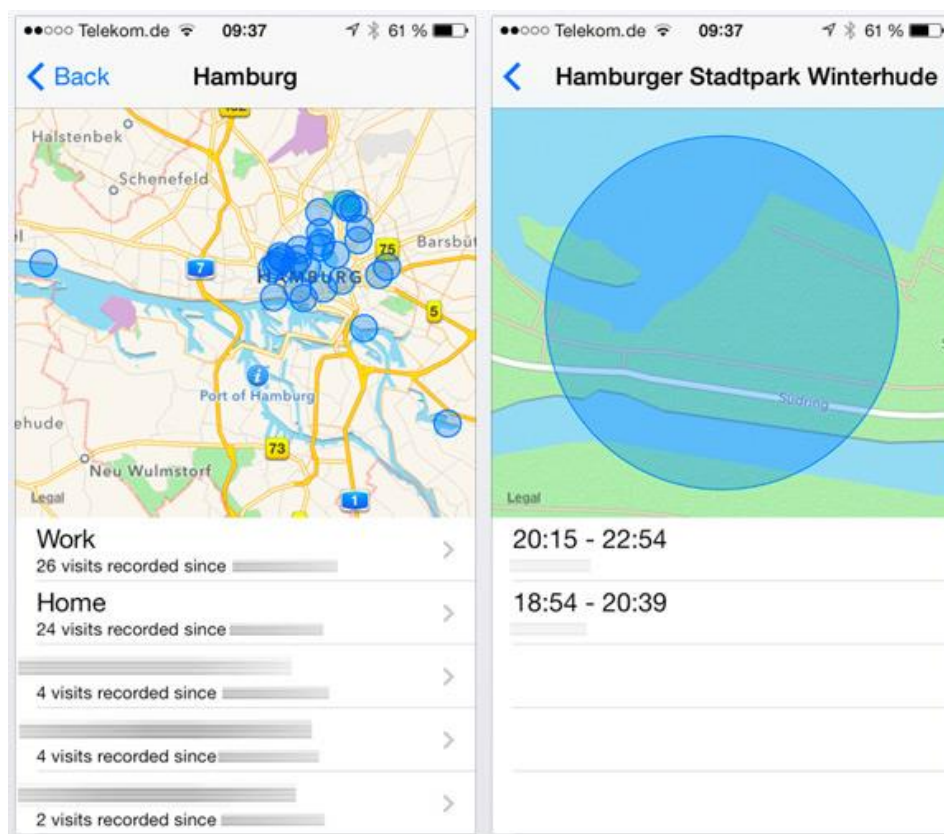 Telekom.de 09:37 61 %
Back Hamburg
Halstenbek
Schenefeld
Barsbüt
7
75
HAMBURG
5
Port of Hamburg
ehude
73
Neu Wulmstorf
Legal
1
Work
26 visits recorded since
Home
24 visits recorded since
4 visits recorded since
4 visits recorded since
2 visits recorded since
Telekom.de 09:37 61 %
Hamburger Stadtpark Winterhude
Südring
Legal
20:15 - 22:54
18:54 - 20:39